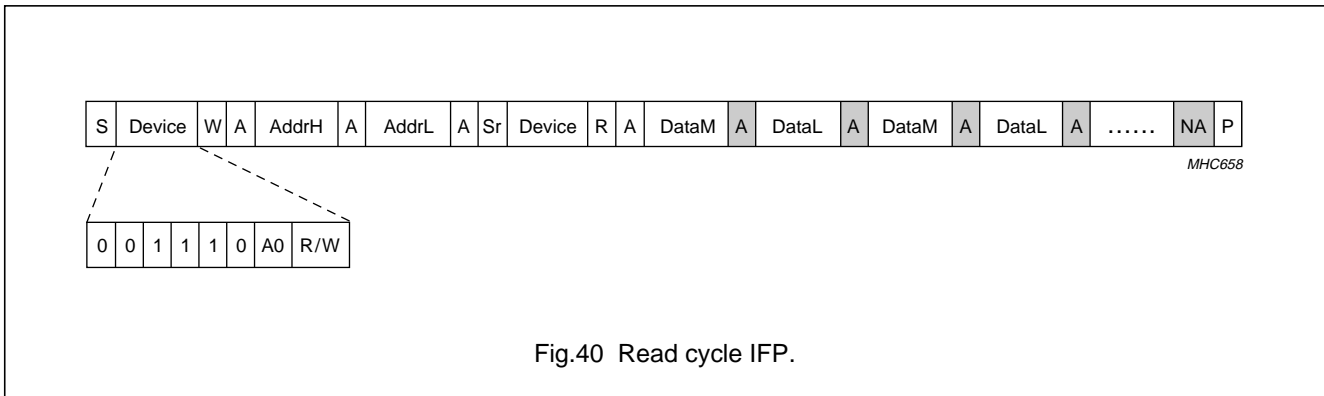 S Device W A AddrH A AddrL A Sr Device R A DataM A DataL A DataM A DataL A ...... NA P
MHC658
0 0 1 1 1 0 A0 R/W
Fig.40 Read cycle IFP.